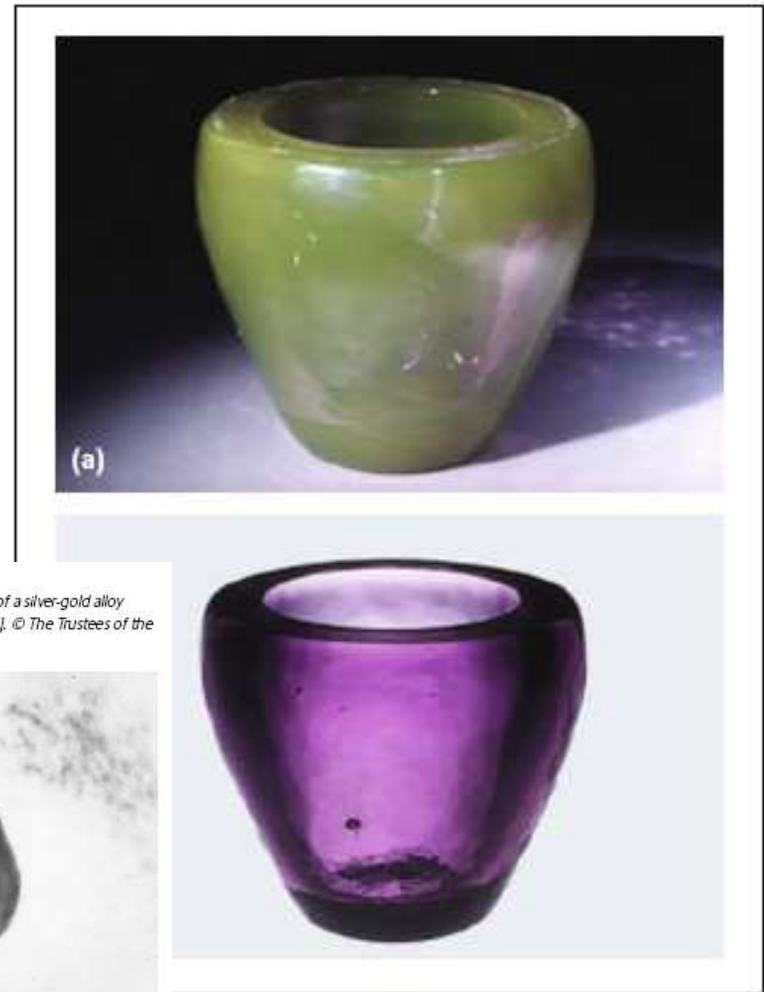 (a)
of a silver-gold alloy
]. © The Trustees of the